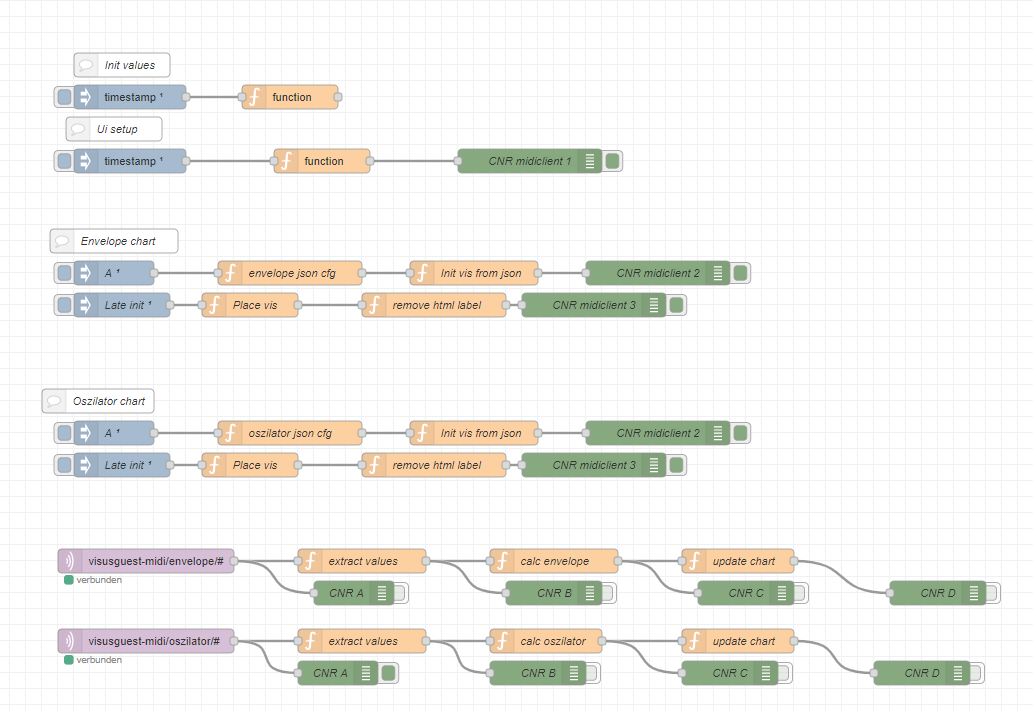 Init values
timestamp ¹
function
Ui setup
timestamp ¹
function
CNR midiclient 1
Envelope chart
A ¹
envelope json cfg
Init vis from json
CNR midiclient 2
Late init ¹
Place vis
remove html label
CNR midiclient 3
Oszilator chart
A ¹
oszilator json cfg
Init vis from json
CNR midiclient 2
Late init ¹
Place vis
remove html label
CNR midiclient 3
visusguest-midi/envelope/#
extract values
calc envelope
update chart
verbunden
CNR A
CNR B
CNR C
CNR D
visusguest-midi/oszilator/#
extract values
calc oszilator
update chart
verbunden
CNR A
CNR B
CNR C
CNR D